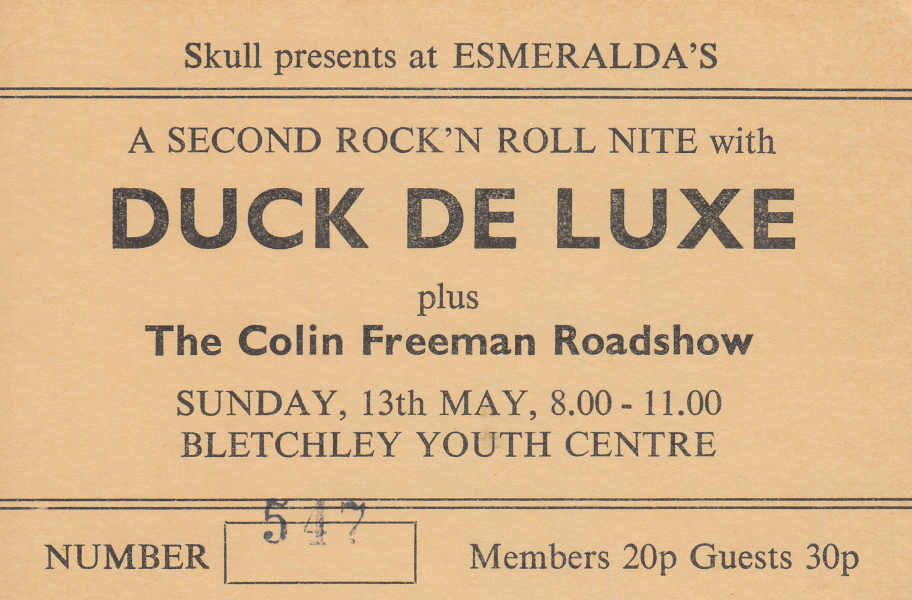 Skull presents at ESMERALDA'S
A SECOND ROCK'N ROLL NITE with
DUCK DE LUXE
plus
The Colin Freeman Roadshow
SUNDAY, 13th MAY, 8.00 - 11.00
BLETCHLEY YOUTH CENTRE
NUMBER 547 Members 20p Guests 30p